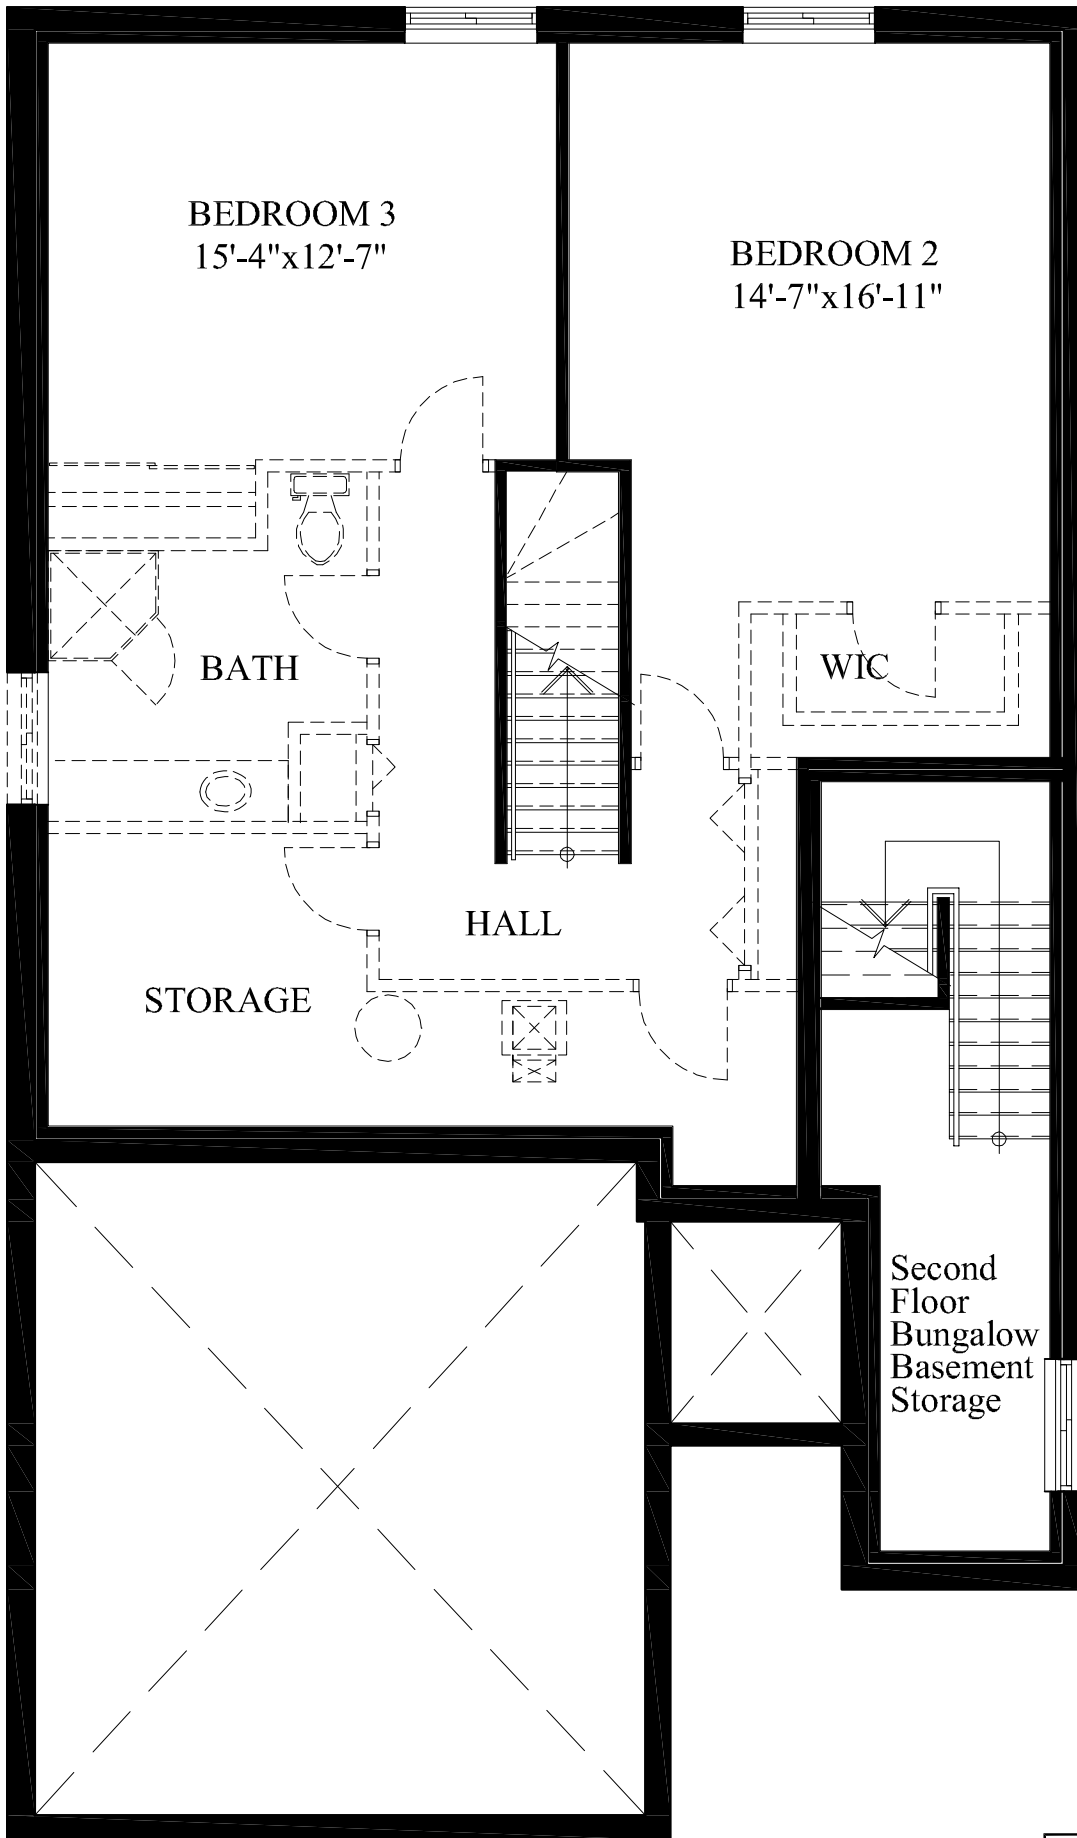 BEDROOM 3
15'-4"x12'-7"
BEDROOM 2
14'-7"x16'-11"
BATH
WIC
HALL
STORAGE
Second
Floor
Bungalow
Basement
Storage